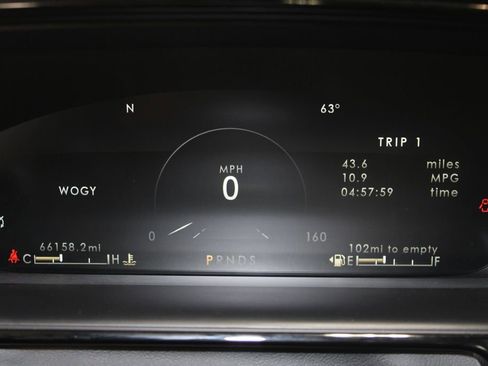 N 63°
TRIP 1
43.6 miles
10.9 MPG
04:57:59 time
WOGY
MPH
0
0 160
66158.2mi
102mi to empty
C H
PRNDS
E F